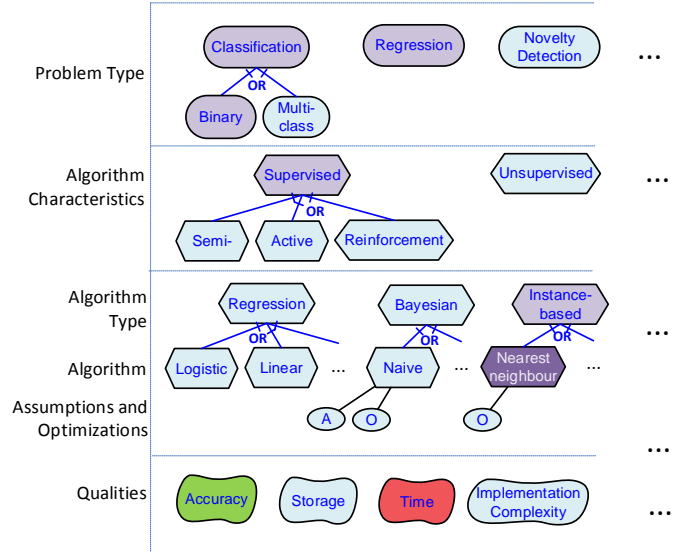 Problem Type
Classification
Regression
Novelty
Detection
...
OR
Binary
Multi-
class
Algorithm
Characteristics
Supervised
Unsupervised
...
OR
Semi-
Active
Reinforcement
Algorithm
Type
Regression
Bayesian
Instance-
based
...
OR
OR
OR
Algorithm
Logistic
Linear
...
Naive
...
Nearest
neighbour
...
Assumptions and
Optimizations
A
O
O
...
Qualities
Accuracy
Storage
Time
Implementation
Complexity
...